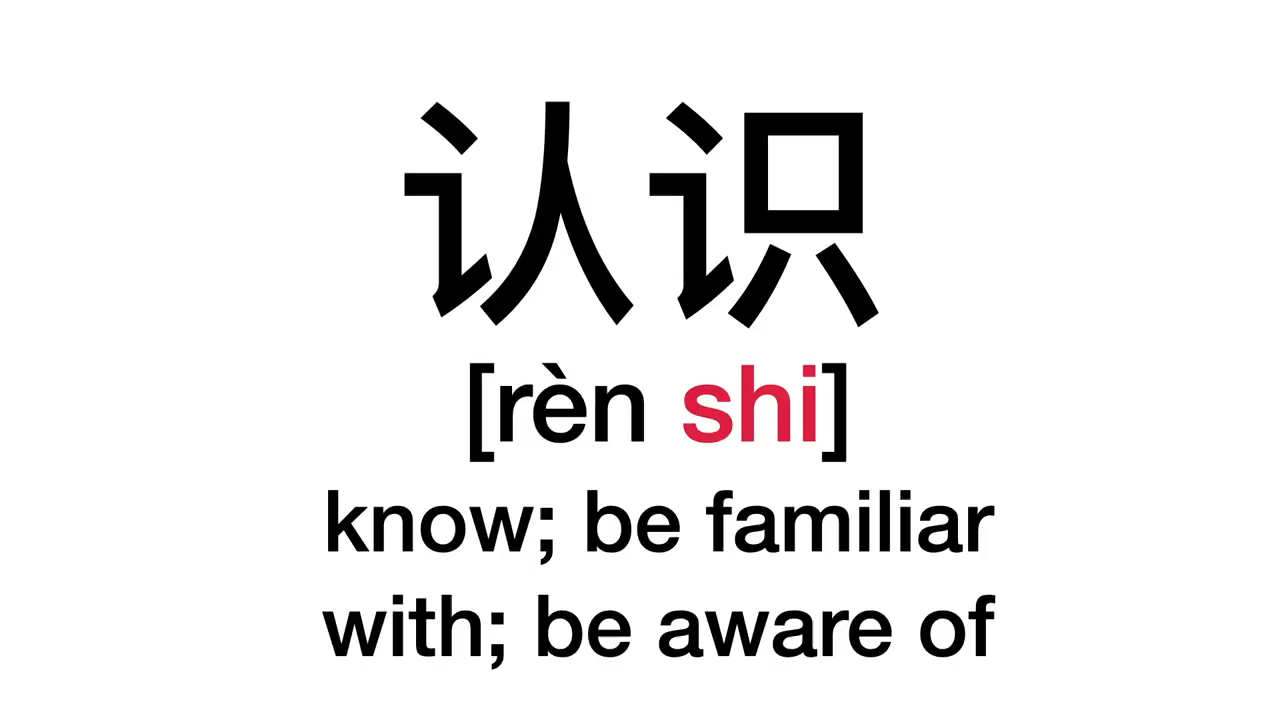 认识
[rèn shi]
know; be familiar
with; be aware of